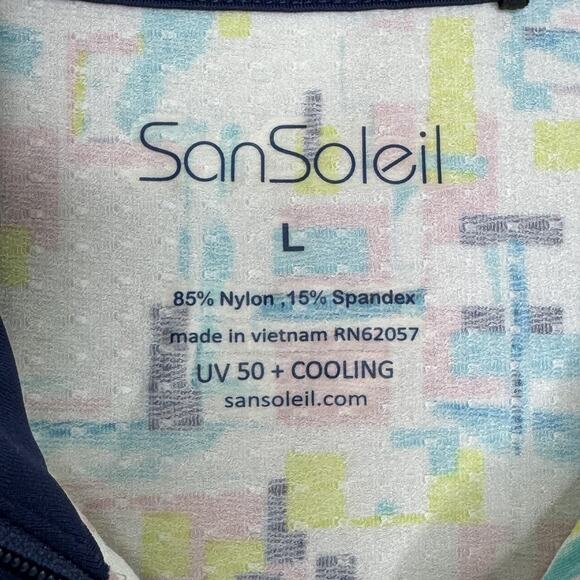 SanSoleil
L
85% Nylon ,15% Spandex
made in vietnam RN62057
UV 50 + COOLING
sansoleil.com